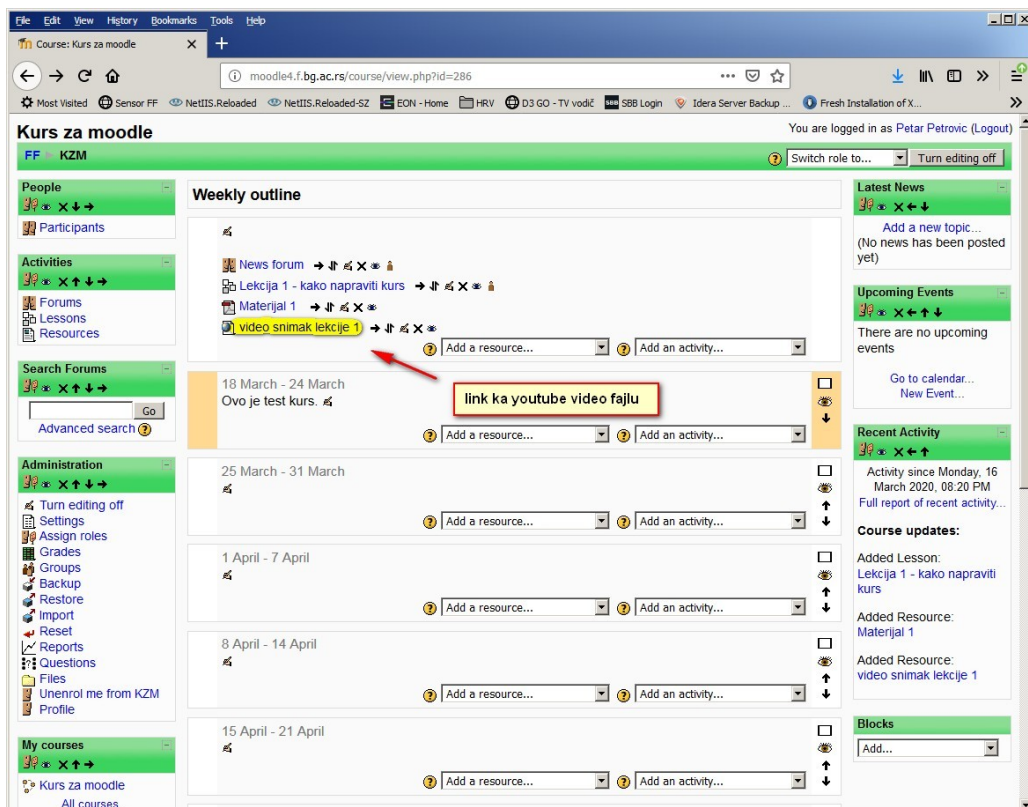 File Edit View History Bookmarks Tools Help
Course: Kurs za moodle
moodle4.f.bg.ac.rs/course/view.php?id=286
Most Visited Sensor FF NetIIS.Reloaded NetIIS.Reloaded-SZ EON - Home HRV D3 GO - TV vodič SBB SBB Login Idera Server Backup ... Fresh Installation of X...
Kurs za moodle
You are logged in as Petar Petrovic (Logout)
FF ► KZM
Switch role to... Turn editing off
People
Participants
Activities
Forums
Lessons
Resources
Search Forums
Go
Advanced search
Administration
Turn editing off
Settings
Assign roles
Grades
Groups
Backup
Restore
Import
Reset
Reports
Questions
Files
Unenrol me from KZM
Profile
My courses
Kurs za moodle
All courses
Weekly outline
News forum
Lekcija 1 - kako napraviti kurs
Materijal 1
video snimak lekcije 1
Add a resource... Add an activity...
link ka youtube video fajlu
18 March - 24 March
Ovo je test kurs.
Add a resource... Add an activity...
25 March - 31 March
Add a resource... Add an activity...
1 April - 7 April
Add a resource... Add an activity...
8 April - 14 April
Add a resource... Add an activity...
15 April - 21 April
Add a resource... Add an activity...
Latest News
Add a new topic...
(No news has been posted
yet)
Upcoming Events
There are no upcoming
events
Go to calendar...
New Event...
Recent Activity
Activity since Monday, 16
March 2020, 08:20 PM
Full report of recent activity...
Course updates:
Added Lesson:
Lekcija 1 - kako napraviti
kurs
Added Resource:
Materijal 1
Added Resource:
video snimak lekcije 1
Blocks
Add...